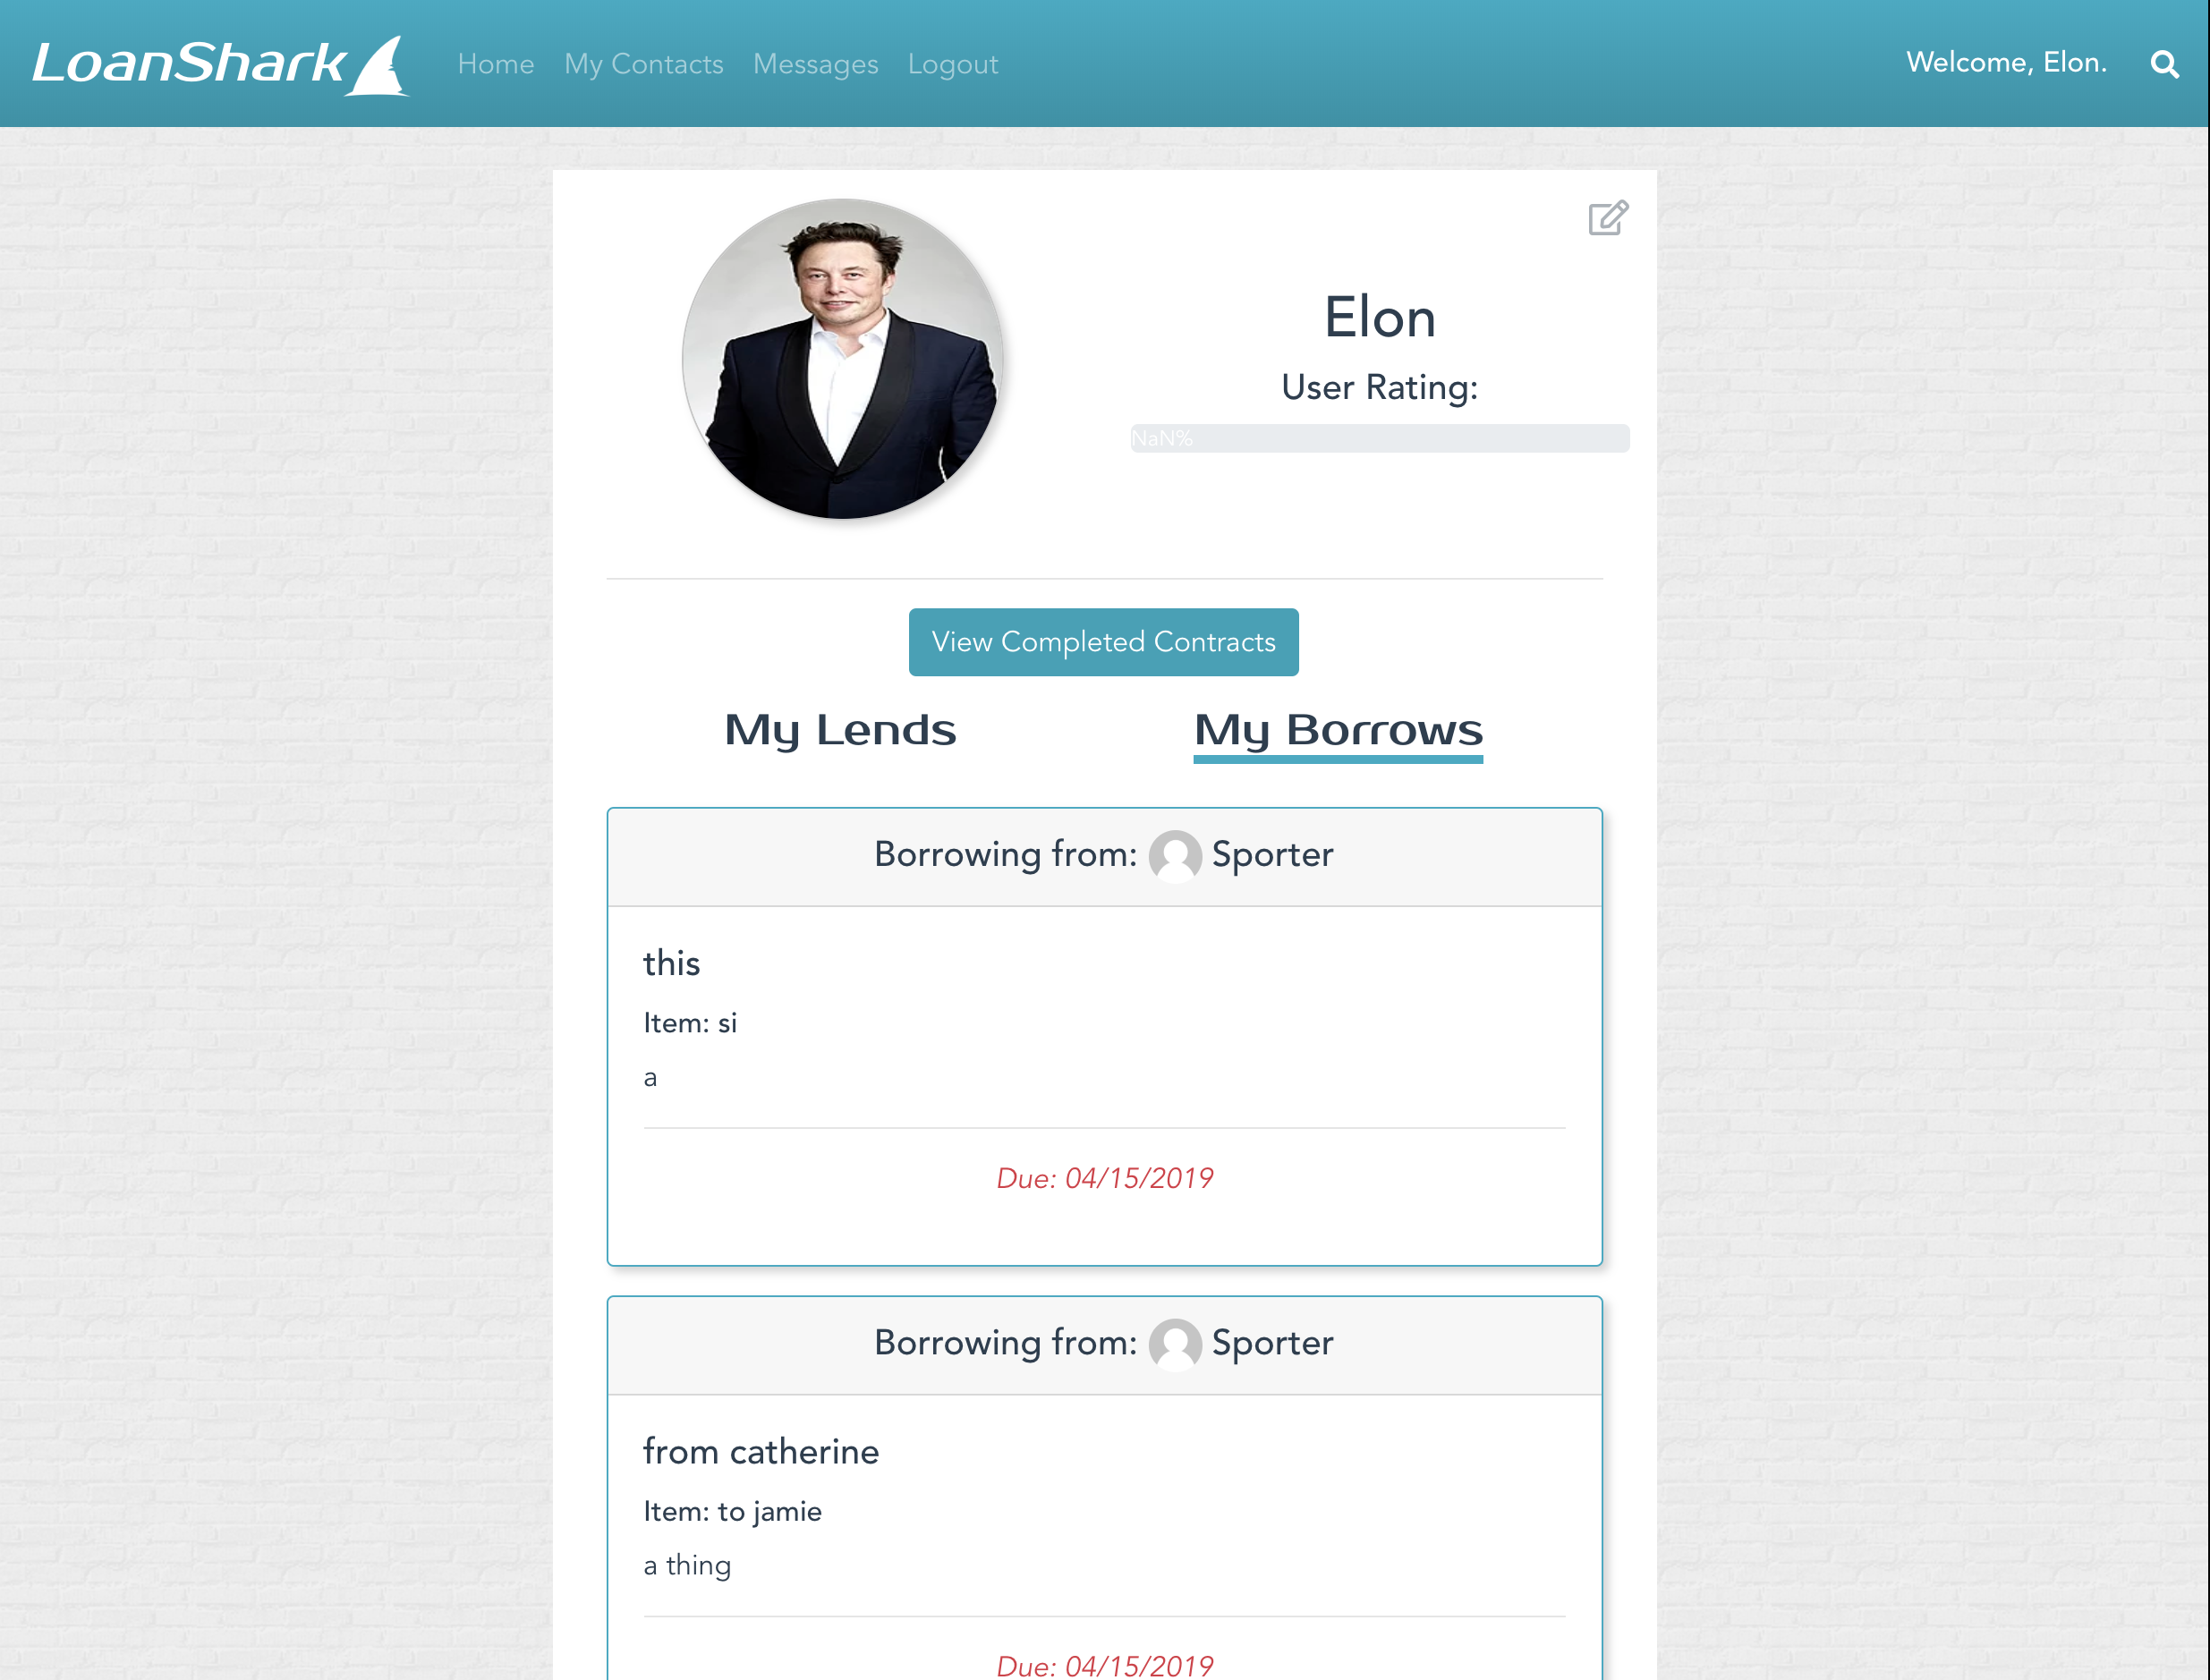 LoanShark Home My Contacts Messages Logout Welcome, Elon.
Elon
User Rating:
NaN%
View Completed Contracts
My Lends My Borrows
Borrowing from: Sporter
this
Item: si
a
Due: 04/15/2019
Borrowing from: Sporter
from catherine
Item: to jamie
a thing
Due: 04/15/2019